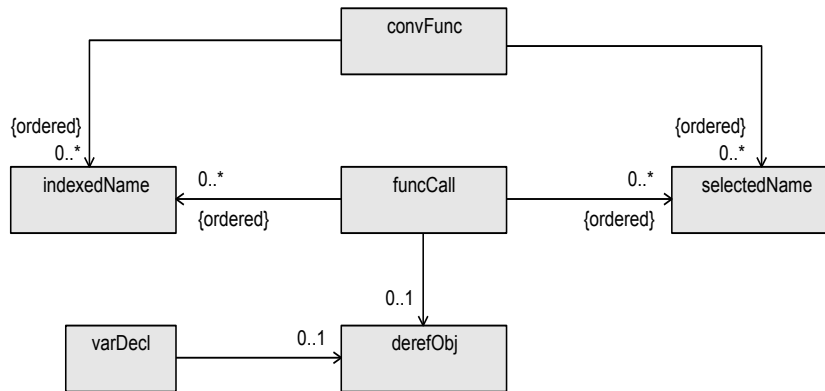 convFunc
{ordered}
0..*
{ordered}
0..*
indexedName
0..*
{ordered}
funcCall
0..*
{ordered}
selectedName
0..1
varDecl
0..1
derefObj